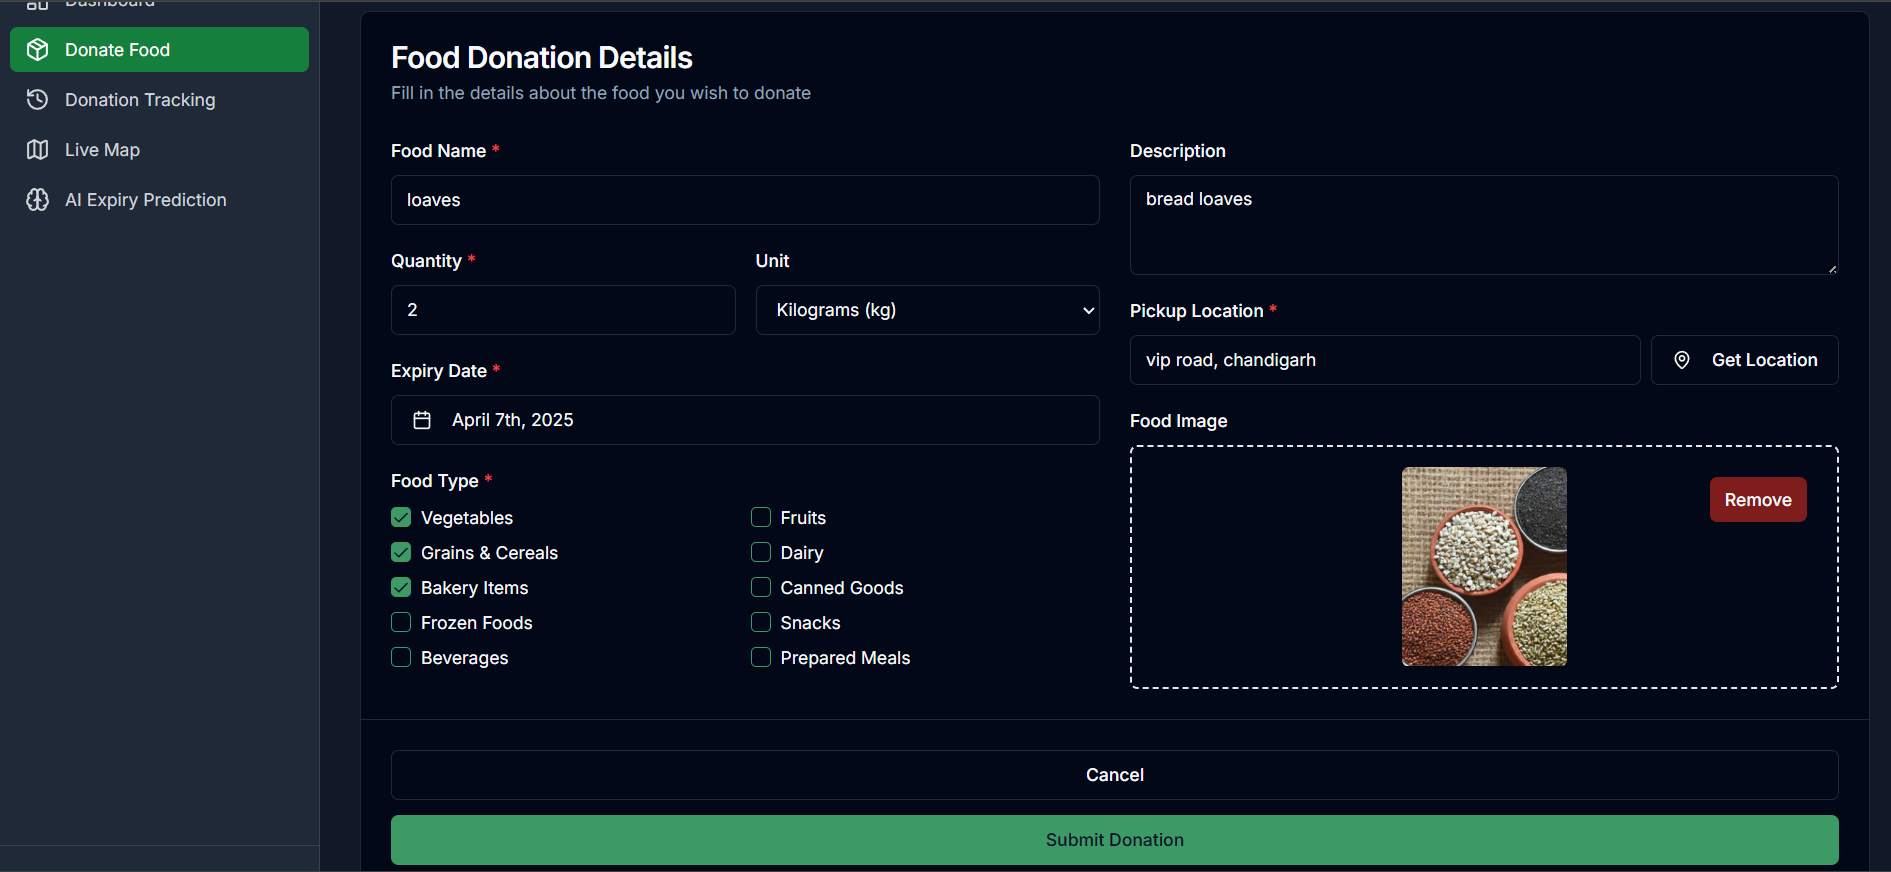 Dashboard
Donate Food
Donation Tracking
Live Map
AI Expiry Prediction
Food Donation Details
Fill in the details about the food you wish to donate
Food Name *
loaves
Quantity *
Unit
2
Kilograms (kg)
Expiry Date *
April 7th, 2025
Food Type *
Vegetables
Fruits
Grains & Cereals
Dairy
Bakery Items
Canned Goods
Frozen Foods
Snacks
Beverages
Prepared Meals
Description
bread loaves
Pickup Location *
vip road, chandigarh
Get Location
Food Image
Remove
Cancel
Submit Donation